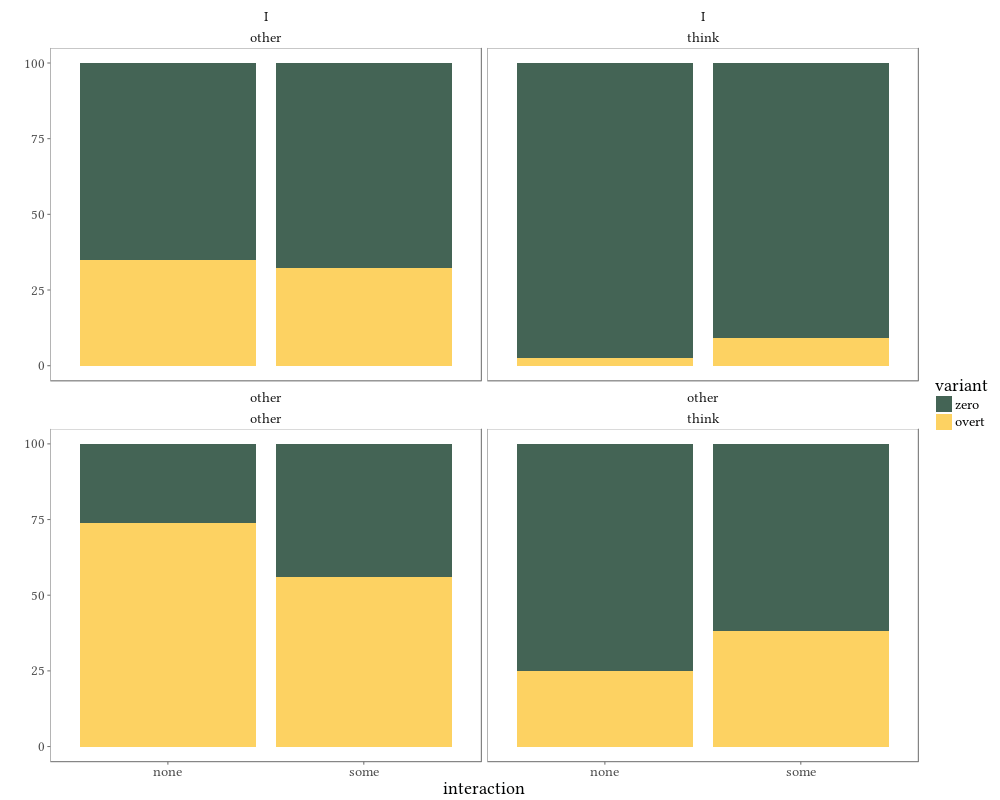 I
other
I
think
100
75
50
25
0
other
other
other
think
100
75
50
25
0
none
some
none
some
interaction
variant
zero
overt